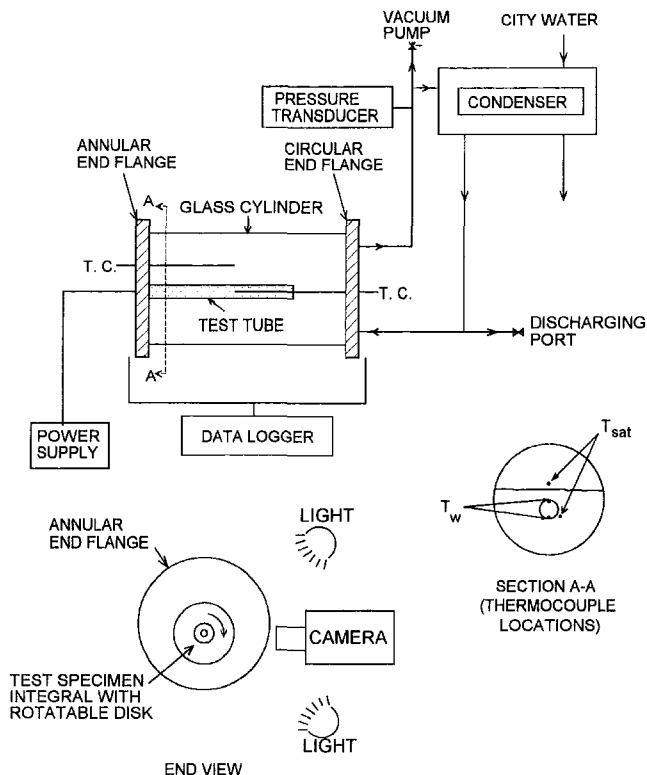 VACUUM
PUMP
CITY WATER
PRESSURE
TRANSDUCER
CONDENSER
ANNULAR
END FLANGE
CIRCULAR
END FLANGE
A
GLASS CYLINDER
T. C.
T. C.
TEST TUBE
DISCHARGING
PORT
A
POWER
SUPPLY
DATA LOGGER
Tsat
Tw
ANNULAR
END FLANGE
LIGHT
SECTION A-A
(THERMOCOUPLE
LOCATIONS)
CAMERA
TEST SPECIMEN
INTEGRAL WITH
ROTATABLE DISK
LIGHT
END VIEW